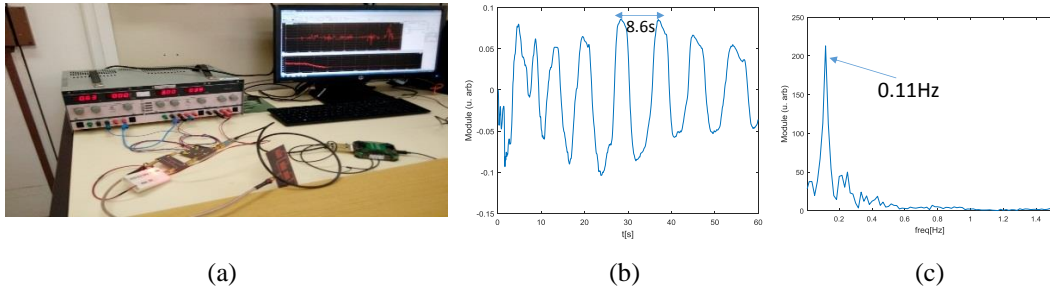 8.6s
Module (u. arb)
0.1
0.05
0
-0.05
-0.1
-0.15
0 10 20 30 40 50 60
t[s]
0.11Hz
Module (u. arb)
250
200
150
100
50
0
0.2 0.4 0.6 0.8 1 1.2 1.4
freq[Hz]
(a) (b) (c)